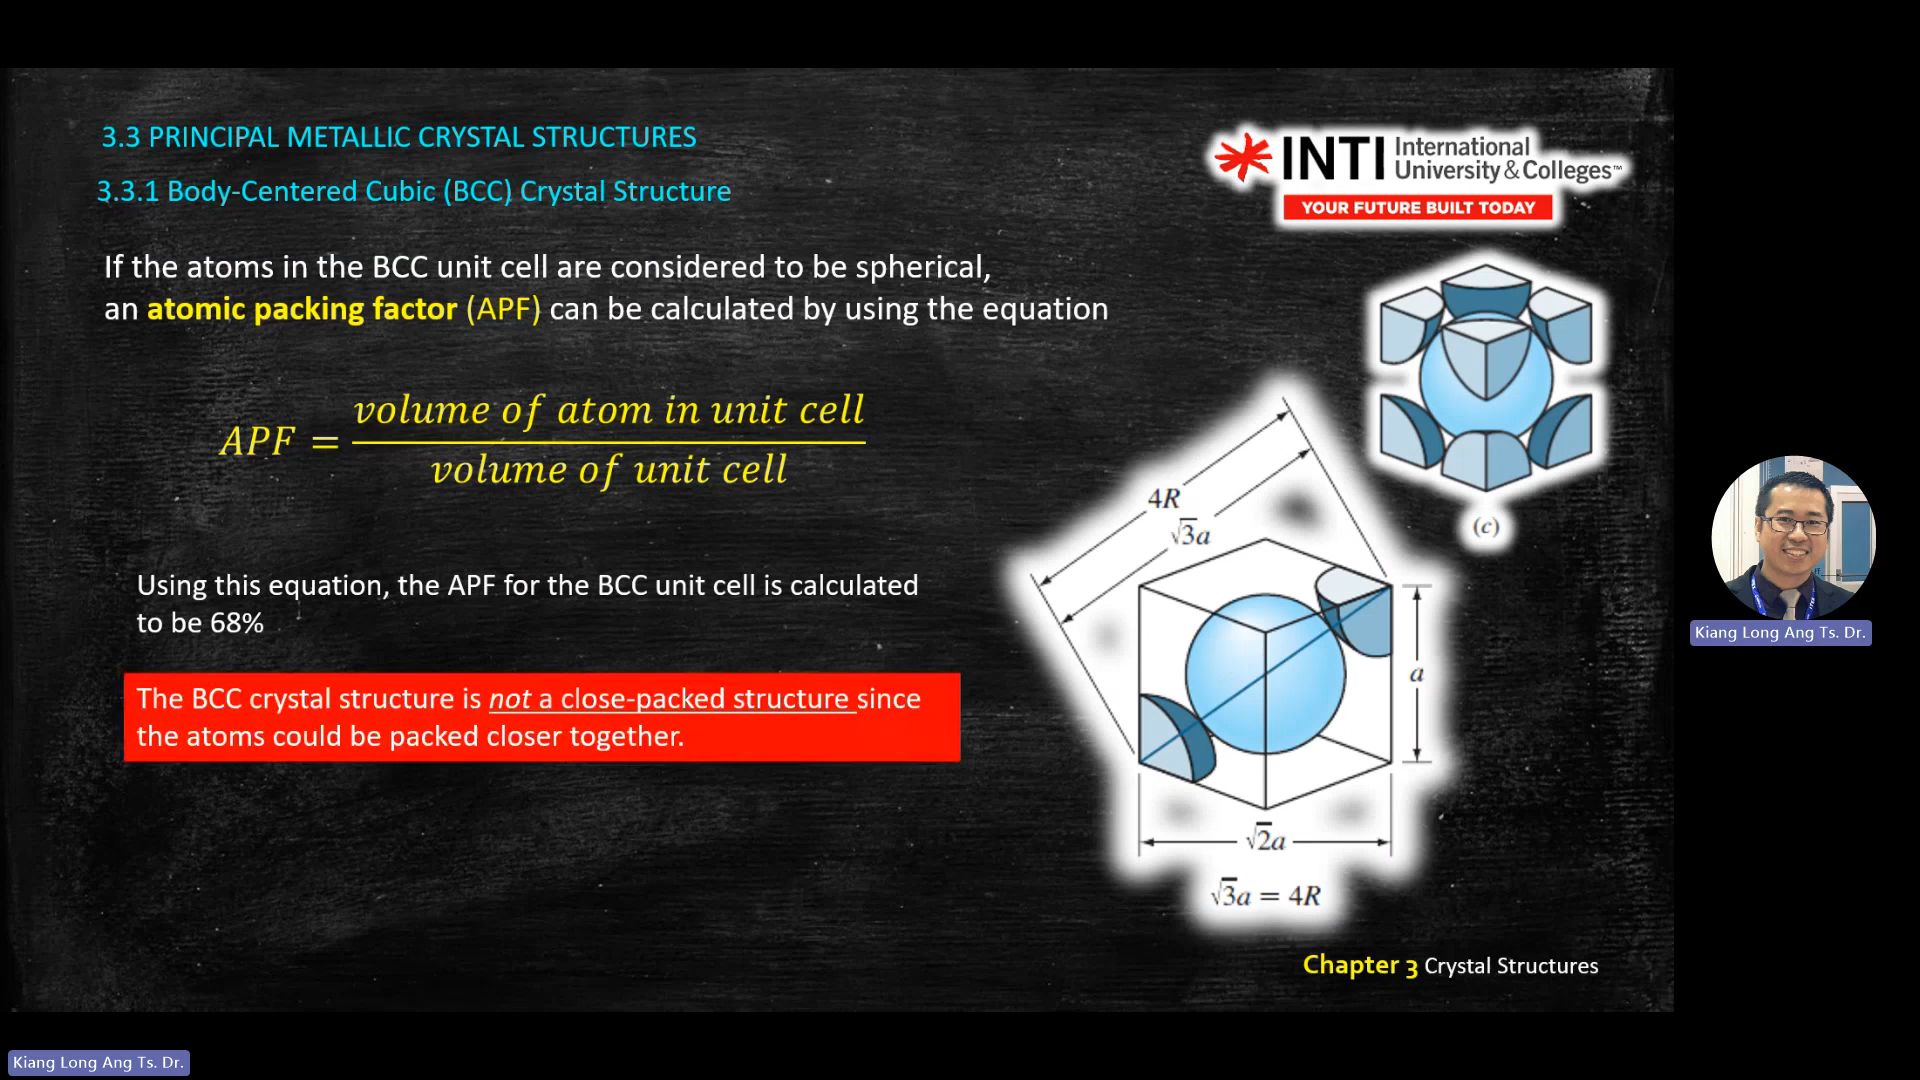 3.3 PRINCIPAL METALLIC CRYSTAL STRUCTURES
3.3.1 Body-Centered Cubic (BCC) Crystal Structure
INTI International
University & Colleges™
YOUR FUTURE BUILT TODAY
If the atoms in the BCC unit cell are considered to be spherical,
an atomic packing factor (APF) can be calculated by using the equation
APF = volume of atom in unit cell
volume of unit cell
Using this equation, the APF for the BCC unit cell is calculated
to be 68%
The BCC crystal structure is not a close-packed structure since
the atoms could be packed closer together.
(c)
4R
√3a
a
√2a
√3a = 4R
Chapter 3 Crystal Structures
Kiang Long Ang Ts. Dr.
Kiang Long Ang Ts. Dr.